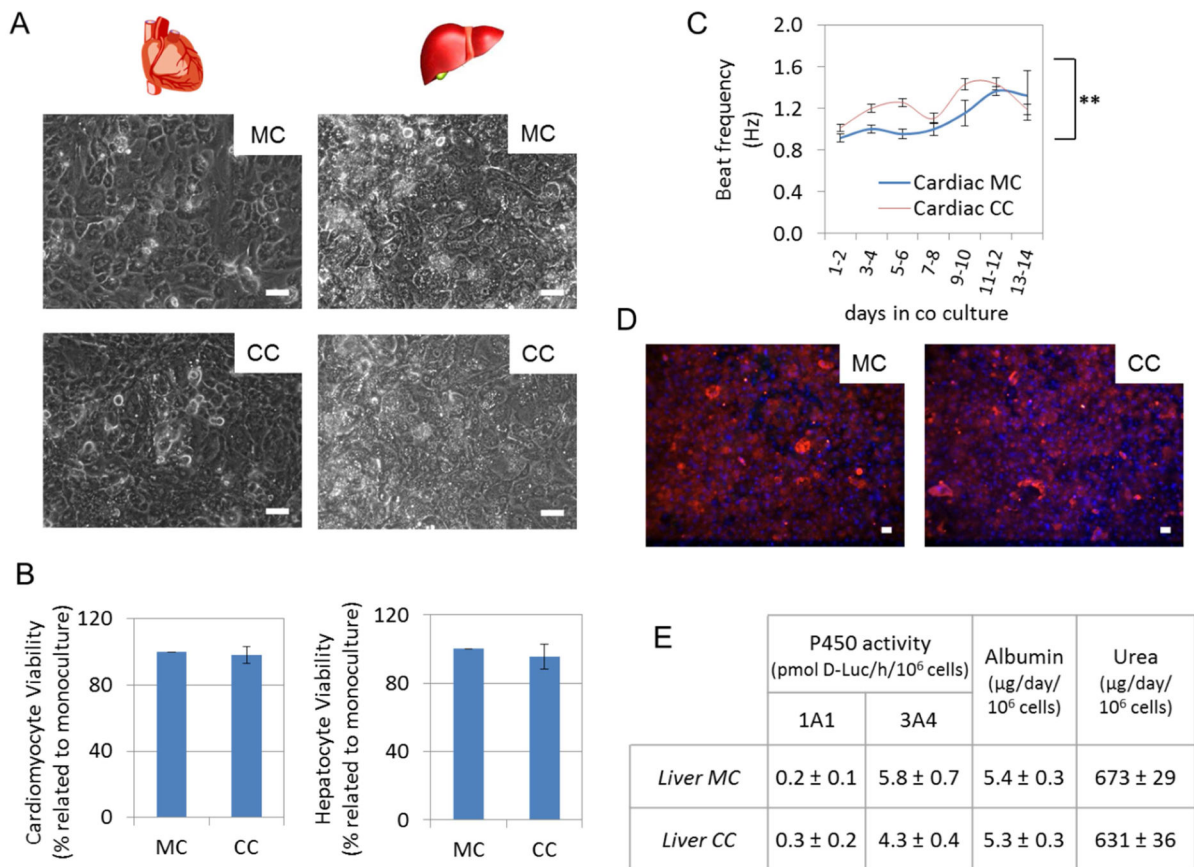 A
MC
MC
CC
CC
B
Cardiomyocyte Viability
(% related to monoculture)
120
80
40
0
MC CC
Hepatocyte Viability
(% related to monoculture)
120
80
40
0
MC CC
C
Beat frequency
(Hz)
2.0
1.6
1.2
0.8
0.4
0.0
Cardiac MC
Cardiac CC
**
1-2 3-4 5-6 7-8 9-10 11-12 13-14
days in co culture
D
MC
CC
E
P450 activity
(pmol D-Luc/h/10⁶ cells)
Albumin
(μg/day/
10⁶ cells)
Urea
(μg/day/
10⁶ cells)
1A1 3A4
Liver MC 0.2 ± 0.1 5.8 ± 0.7 5.4 ± 0.3 673 ± 29
Liver CC 0.3 ± 0.2 4.3 ± 0.4 5.3 ± 0.3 631 ± 36